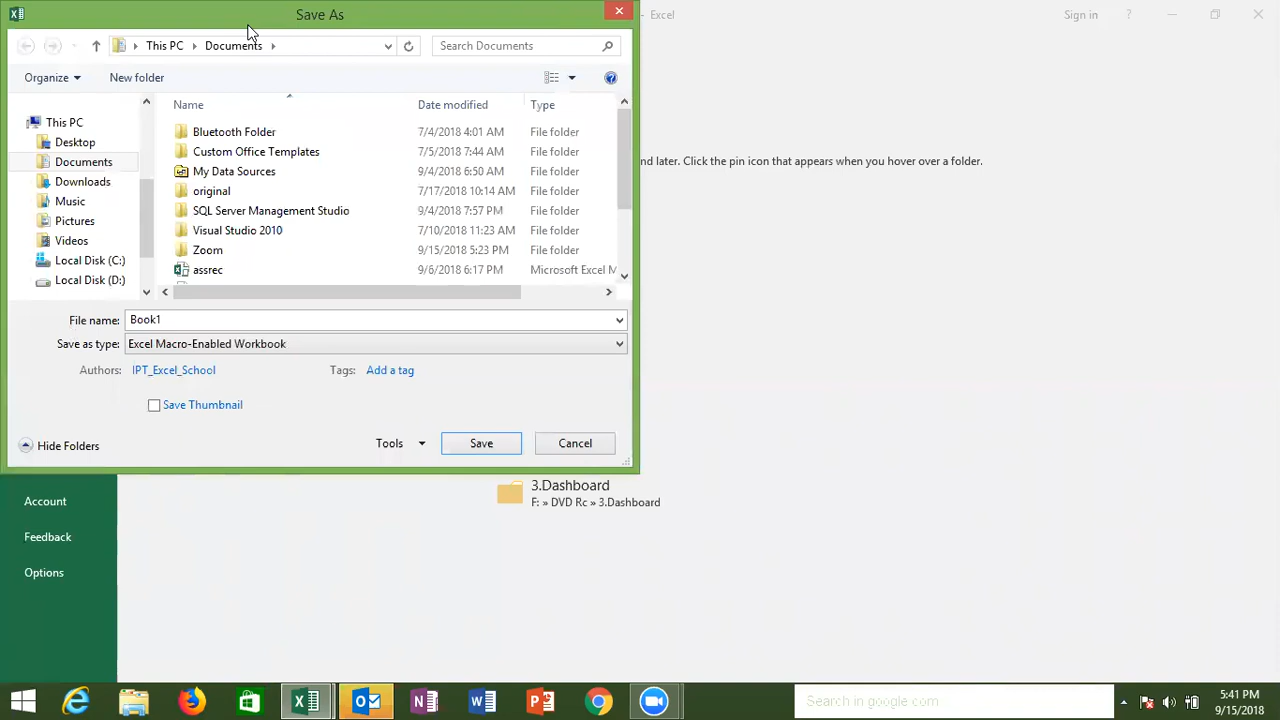 Save As
- Excel
Sign in
?
This PC
Documents
Search Documents
Organize
New folder
?
Name
Date modified
Type
This PC
Desktop
Documents
Downloads
Music
Pictures
Videos
Local Disk (C:)
Local Disk (D:)
Bluetooth Folder 7/4/2018 4:01 AM File folder
Custom Office Templates 7/5/2018 7:44 AM File folder
My Data Sources 9/4/2018 6:50 AM File folder
original 7/17/2018 10:14 AM File folder
SQL Server Management Studio 9/4/2018 7:57 PM File folder
Visual Studio 2010 7/10/2018 11:23 AM File folder
Zoom 9/15/2018 5:23 PM File folder
assrec 9/6/2018 6:17 PM Microsoft Excel M
nd later. Click the pin icon that appears when you hover over a folder.
File name: Book1
Save as type: Excel Macro-Enabled Workbook
Authors: IPT_Excel_School Tags: Add a tag
Save Thumbnail
Hide Folders
Tools
Save
Cancel
3.Dashboard
F: » DVD Rc » 3.Dashboard
Account
Feedback
Options
Search in google.com
5:41 PM
9/15/2018